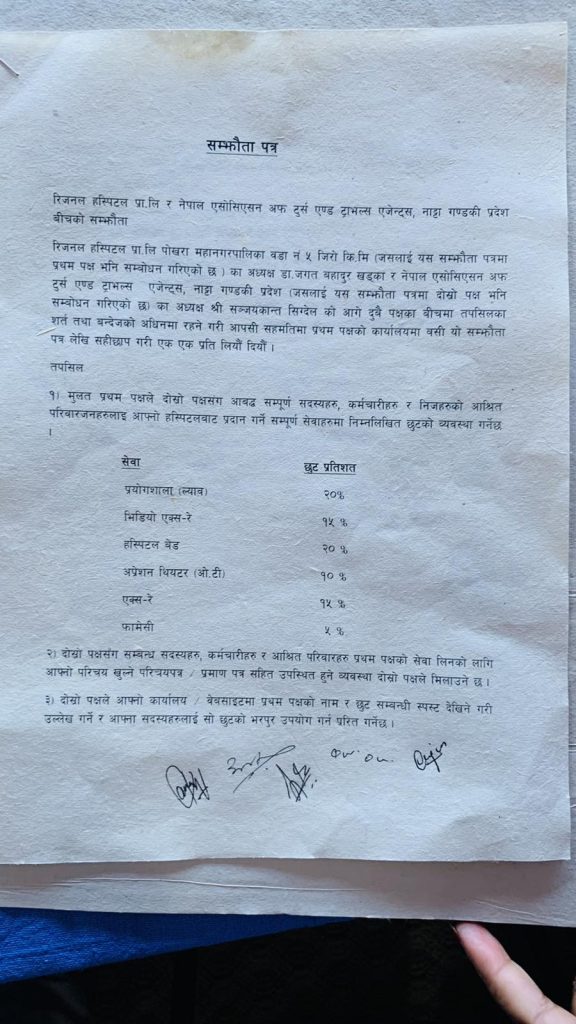 सम्झौता पत्र
रिजनल हस्पिटल प्रा.लि र नेपाल एसोसिएसन अफ टुर्स एण्ड ट्राभल्स एजेन्ट्स, नाट्टा गण्डकी प्रदेश
बीचको सम्झौता
रिजनल हस्पिटल प्रा.लि पोखरा महानगरपालिका वडा नं ५ जिरो कि.मि (जसलाई यस सम्झौता पत्रमा
प्रथम पक्ष भनि सम्बोधन गरिएको छ ) का अध्यक्ष डा.जगत बहादुर खड्का र नेपाल एसोसिएसन अफ
टुर्स एण्ड ट्राभल्स एजेन्ट्स, नाट्टा गण्डकी प्रदेश (जसलाई यस सम्झौता पत्रमा दोस्रो पक्ष भनि
सम्बोधन गरिएको छ) का अध्यक्ष श्री सञ्जयकान्त सिग्देल को आगे दुवै पक्षका बीचमा तपसिलका
शर्त तथा बन्देजको अधिनमा रहने गरी आपसी सहमतिमा प्रथम पक्षको कार्यालयमा वसी यो सम्झौता
पत्र लेखि सहीछाप गरी एक एक प्रति लियौं दियौं ।
तपसिल
१) मुलत प्रथम पक्षले दोस्रो पक्षसंग आवद्ध सम्पूर्ण सदस्यहरु, कर्मचारीहरु र निजहरुको आश्रित
परिवारजनहरुलाइ आफ्नो हस्पिटलवाट प्रदान गर्ने सम्पूर्ण सेवाहरुमा निम्नलिखित छुटको व्यवस्था गर्नेछ
।
सेवा छुट प्रतिशत
प्रयोगशाला (ल्याव) २०%
भिडियो एक्स-रे १५ %
हस्पिटल बेड २० %
अप्रेशन थियटर (ओ.टी) १० %
एक्स-रे १५ %
फार्मेसी ५ %
२) दोस्रो पक्षसंग सम्बन्ध सदस्यहरु, कर्मचारीहरु र आश्रित परिवारहरु प्रथम पक्षको सेवा लिनको लागि
आफ्नो परिचय खुल्ने परिचयपत्र / प्रमाण पत्र सहित उपस्थित हुने व्यवस्था दोस्रो पक्षले मिलाउने छ ।
३) दोस्रो पक्षले आफ्नो कार्यालय / वेबसाइटमा प्रथम पक्षको नाम र छुट सम्बन्धी स्पस्ट देखिने गरी
उल्लेख गर्ने र आफ्ना सदस्यहरुलाई सो छुटको भरपुर उपयोग गर्न प्ररित गर्नेछ ।